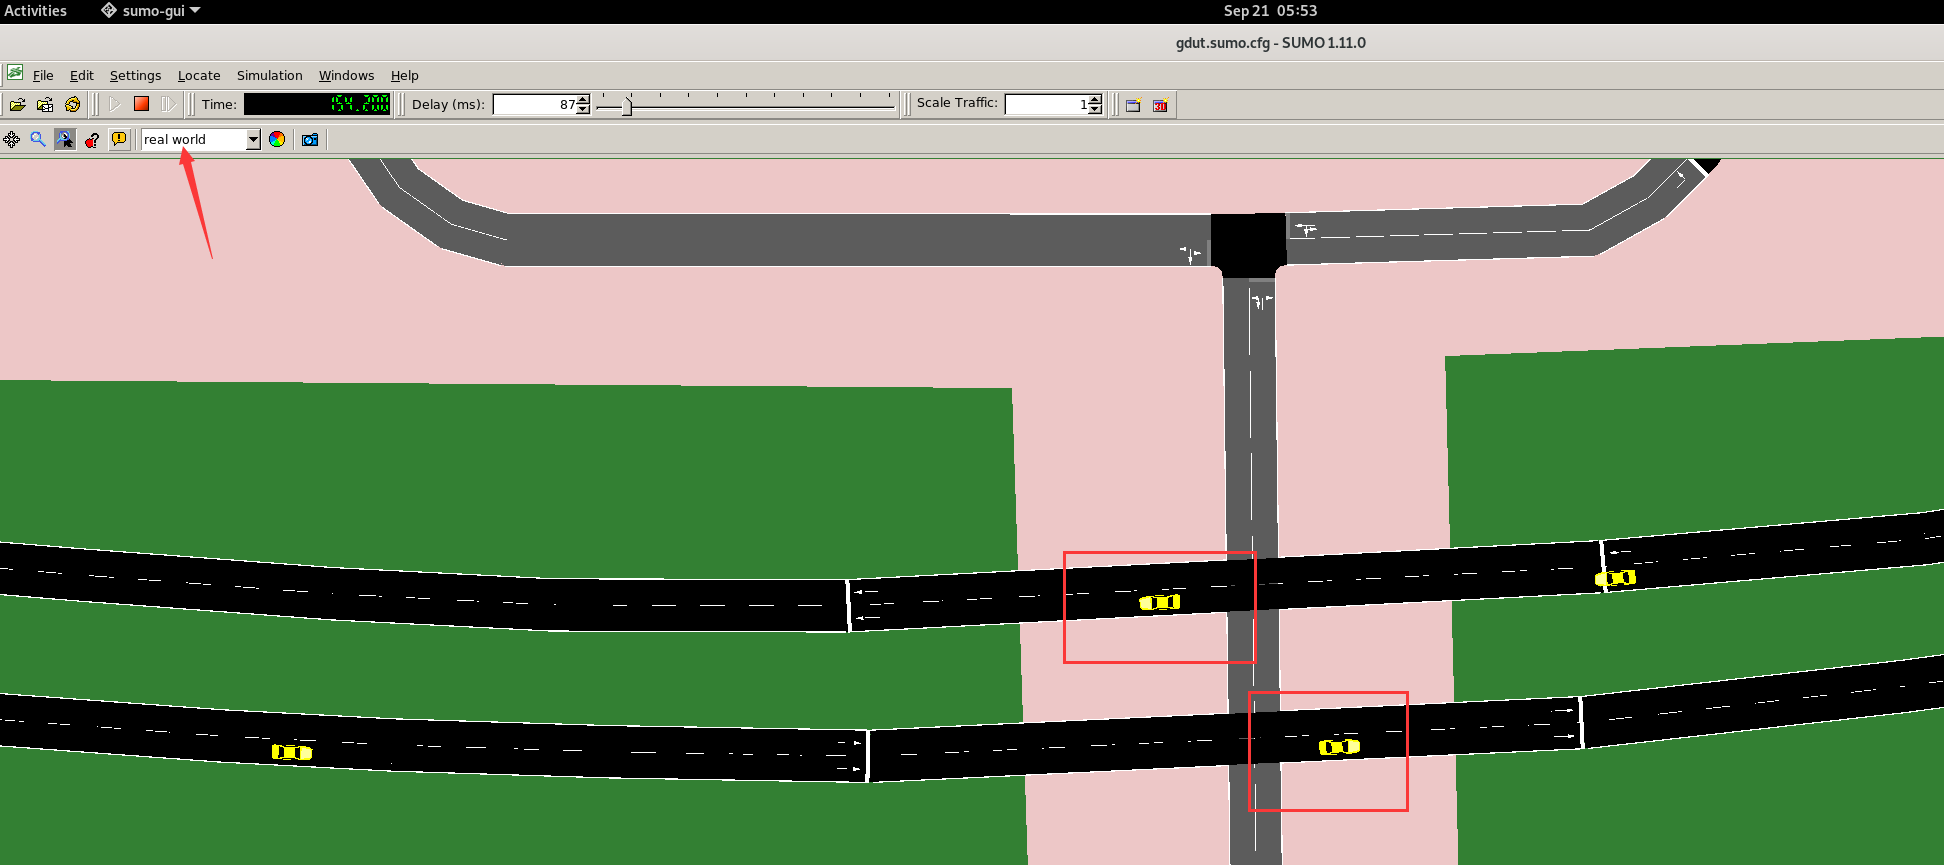 Activities sumo-gui Sep 21 05:53
gdut.sumo.cfg - SUMO 1.11.0
File Edit Settings Locate Simulation Windows Help
Time: 154.200 Delay (ms): 87 Scale Traffic: 1
real world